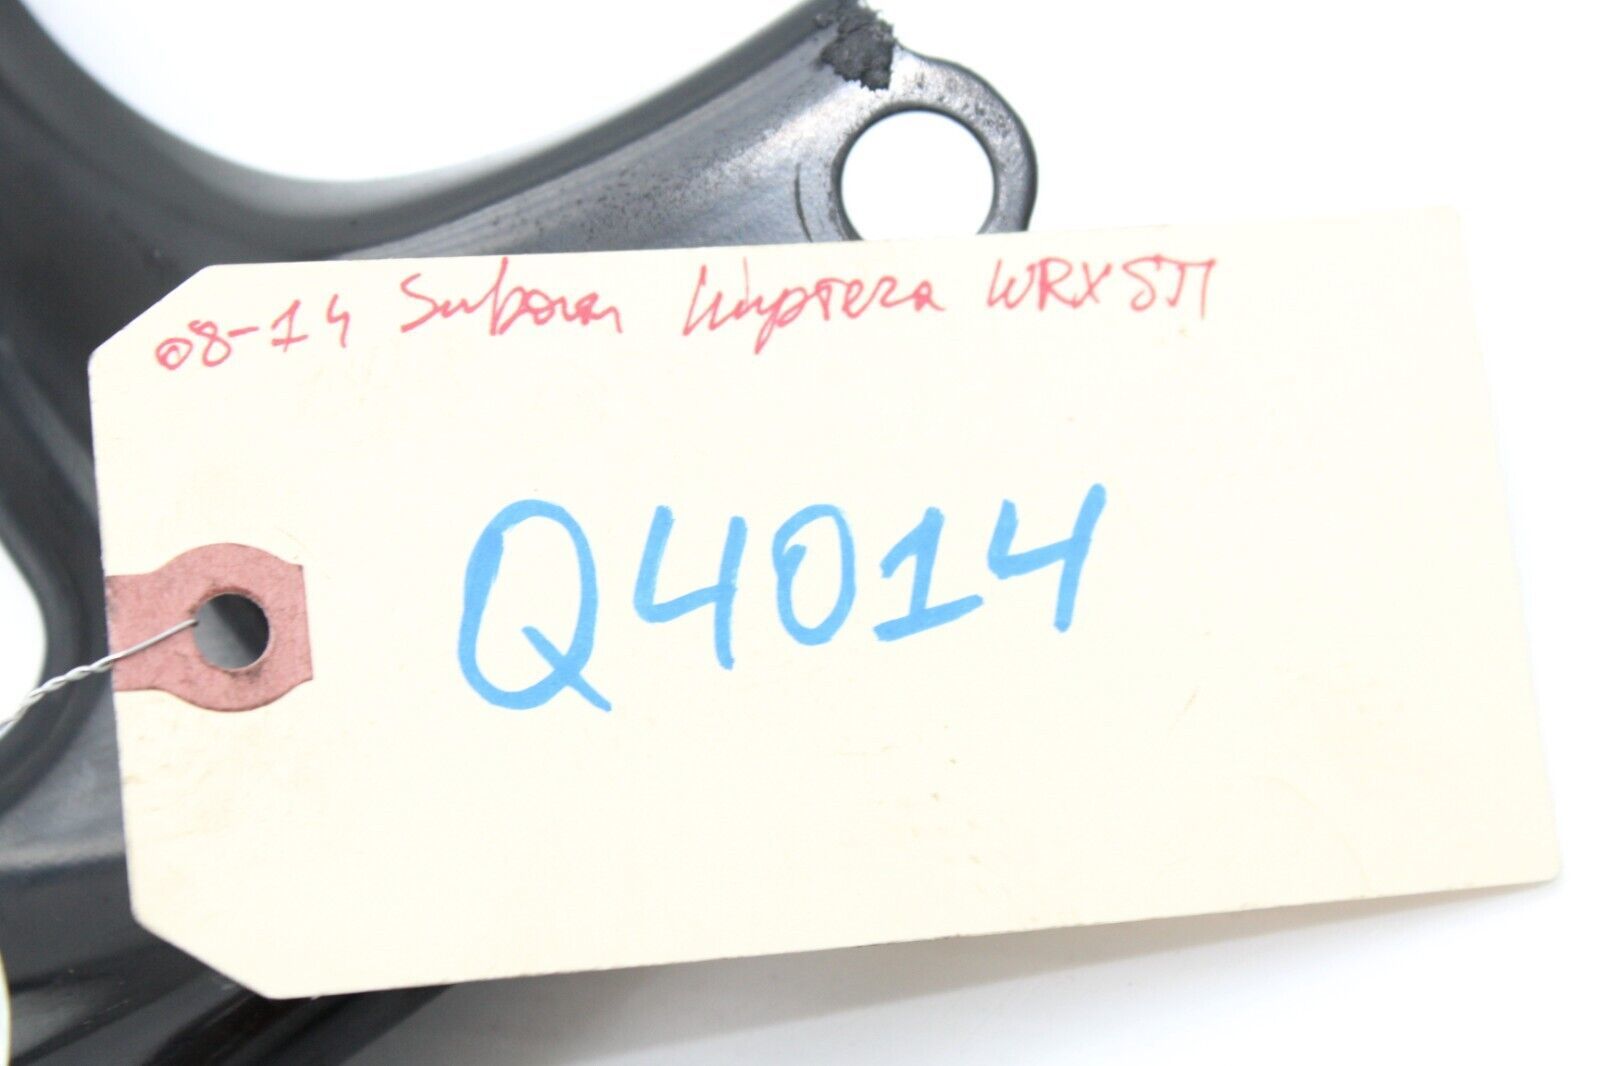 08-14 Subaru Impreza WRX STI
Q4014